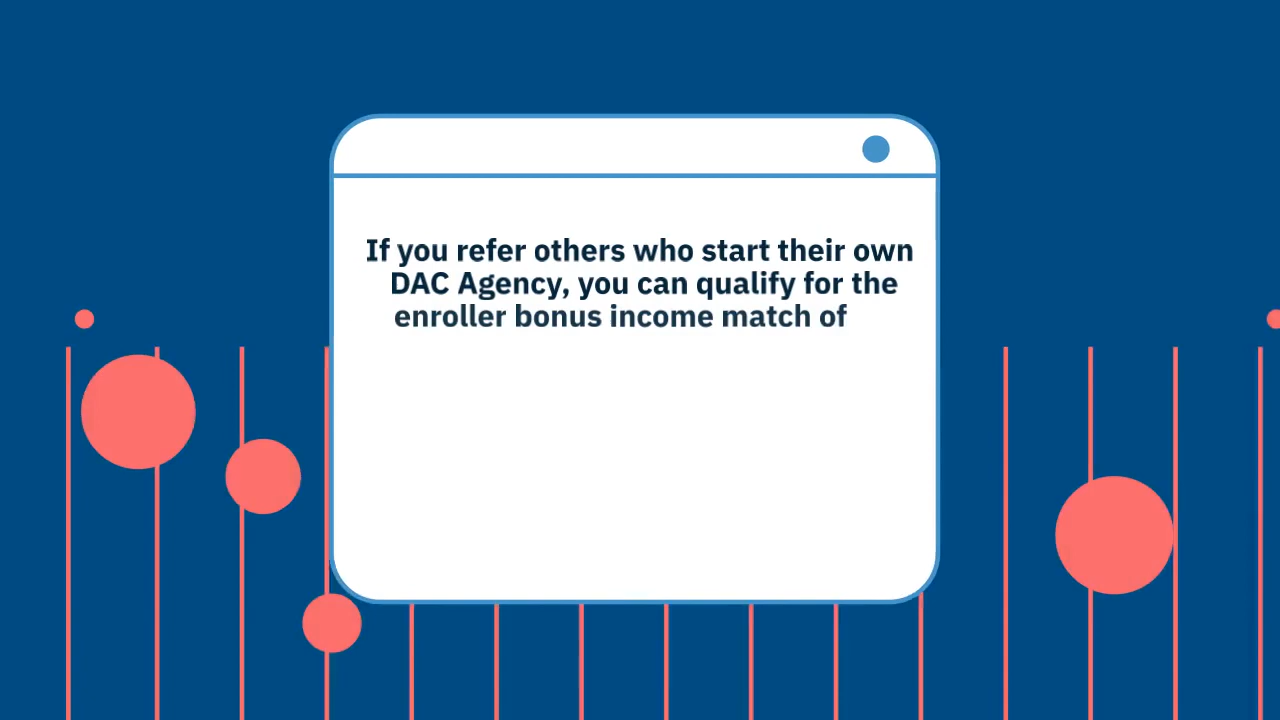 If you refer others who start their own
DAC Agency, you can qualify for the
enroller bonus income match of